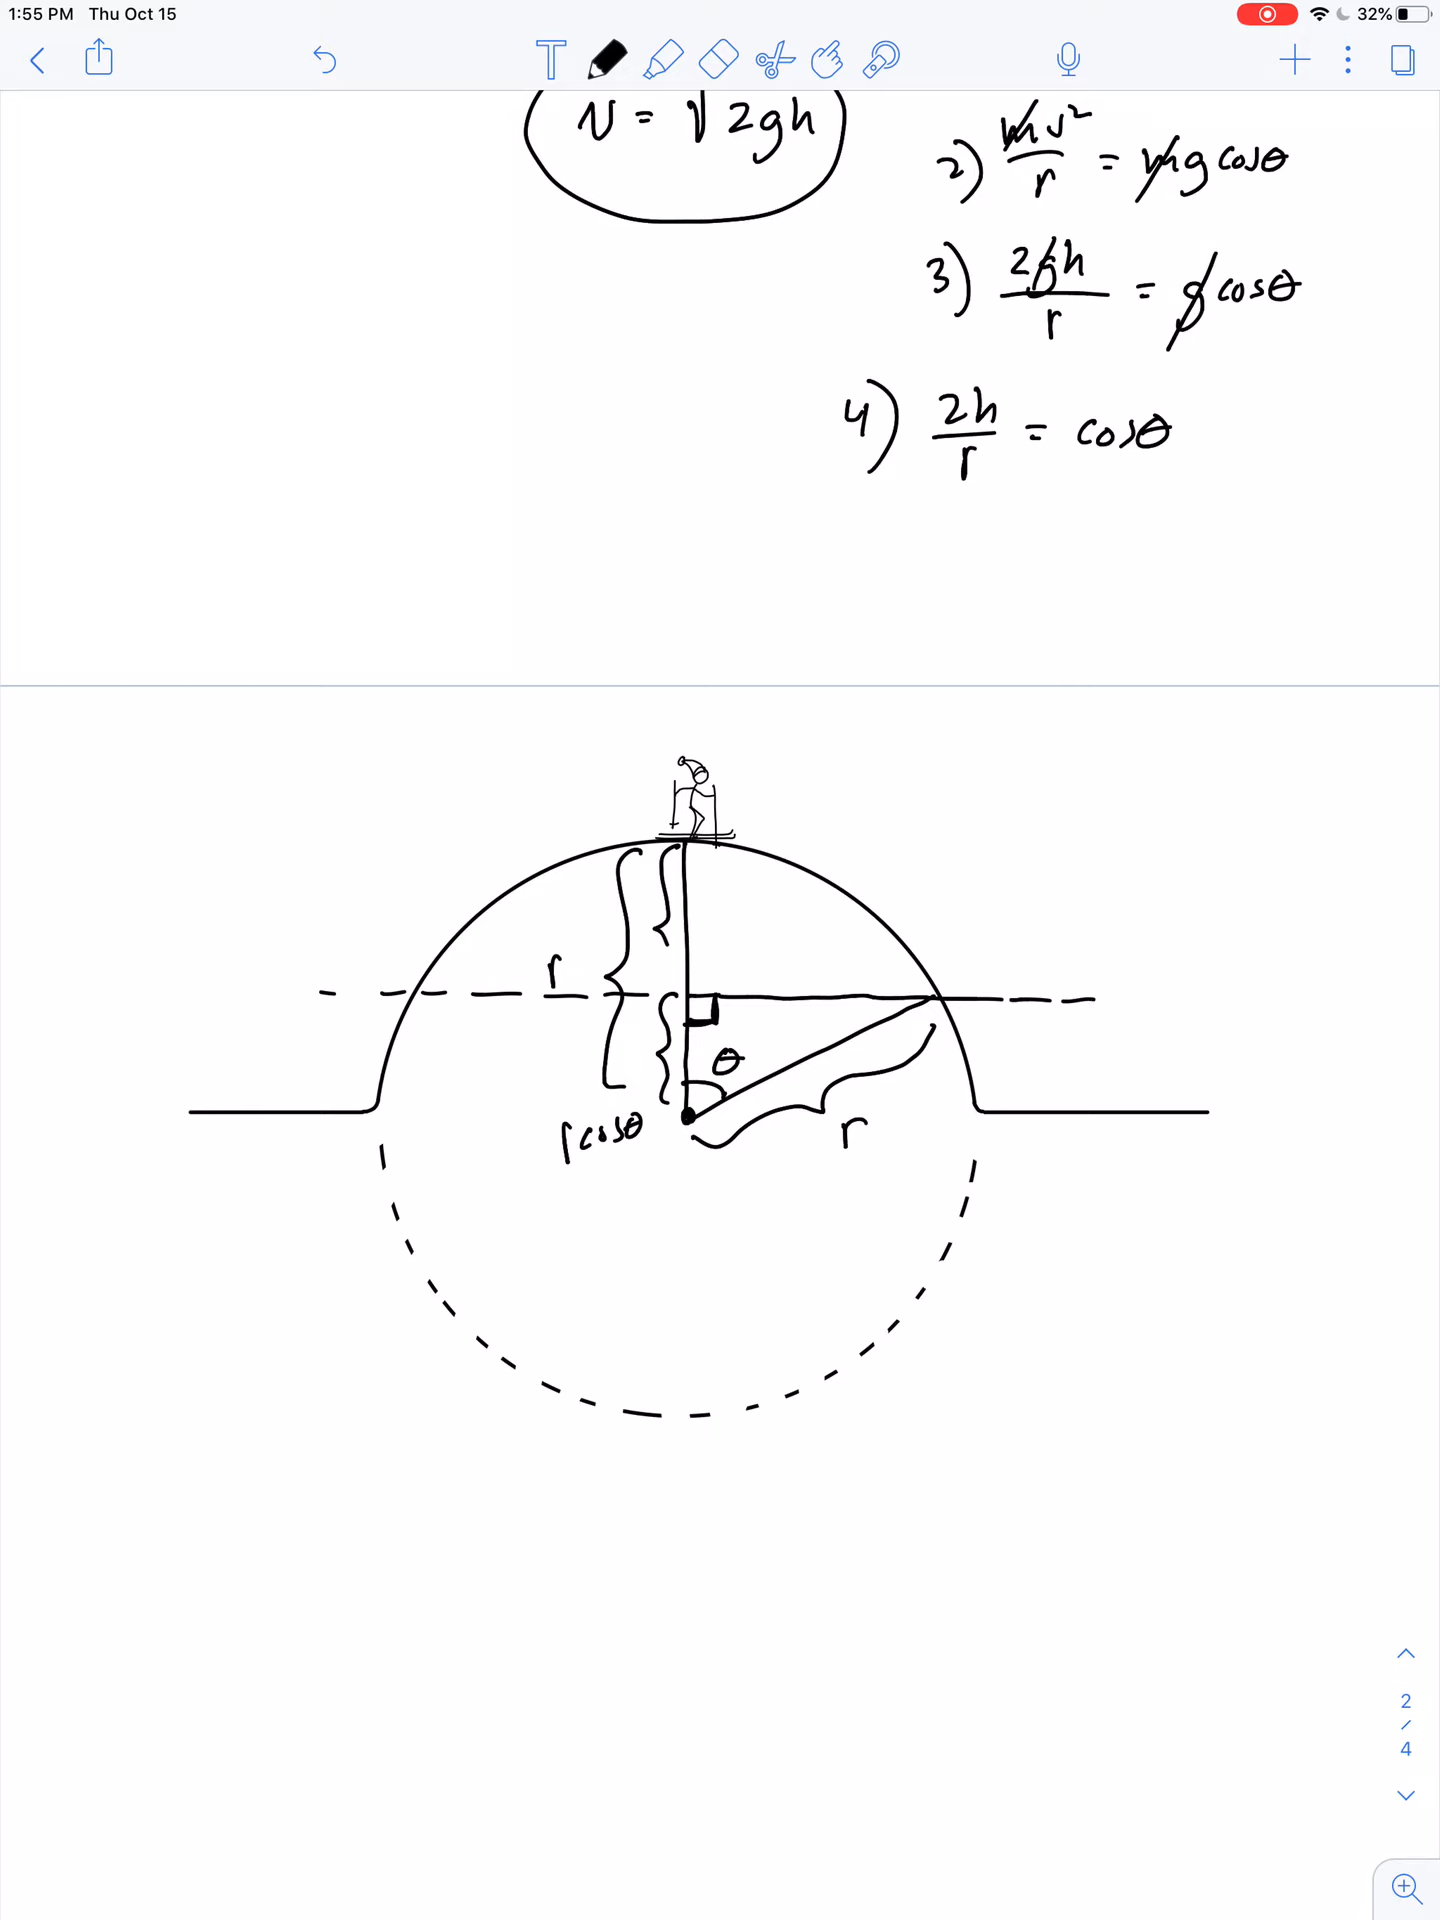 1:55 PM Thu Oct 15
32%
T
v = √2gh
2) mv²/r = mg cosθ
3) 2gh/r = g cosθ
4) 2h/r = cosθ
r
θ
r cosθ
r
2
/
4